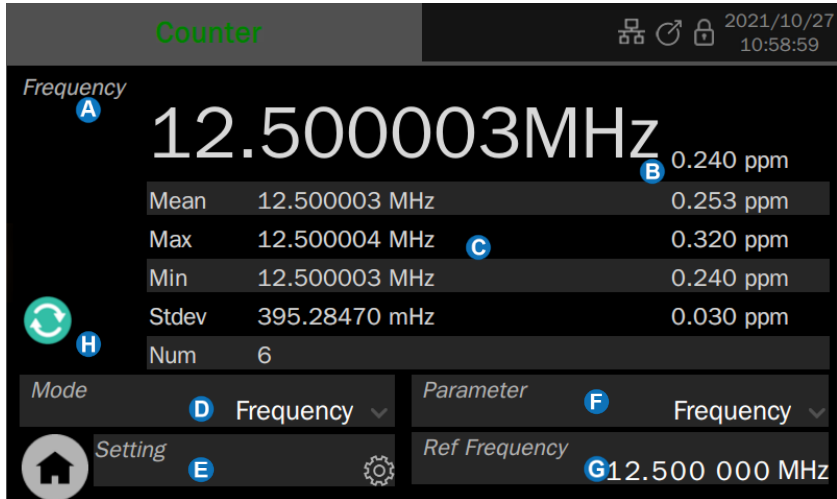 Counter
2021/10/27
10:58:59
Frequency
A
12.500003MHz
B
0.240 ppm
Mean 12.500003 MHz 0.253 ppm
Max 12.500004 MHz C 0.320 ppm
Min 12.500003 MHz 0.240 ppm
Stdev 395.28470 mHz 0.030 ppm
H
Num 6
Mode D Frequency
Parameter F Frequency
Setting E
Ref Frequency G 12.500 000 MHz